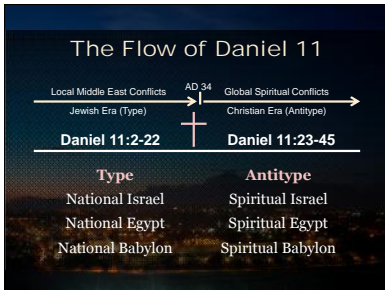 The Flow of Daniel 11
Local Middle East Conflicts AD 34 Global Spiritual Conflicts
Jewish Era (Type) Christian Era (Antitype)
Daniel 11:2-22 Daniel 11:23-45
Type Antitype
National Israel Spiritual Israel
National Egypt Spiritual Egypt
National Babylon Spiritual Babylon